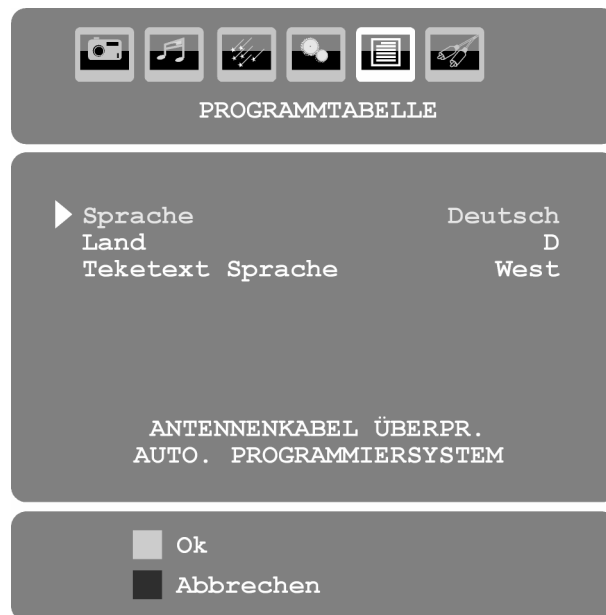 PROGRAMMTABELLE
Sprache Deutsch
Land D
Teketext Sprache West
ANTENNENKABEL ÜBERPR.
AUTO. PROGRAMMIERSYSTEM
Ok
Abbrechen